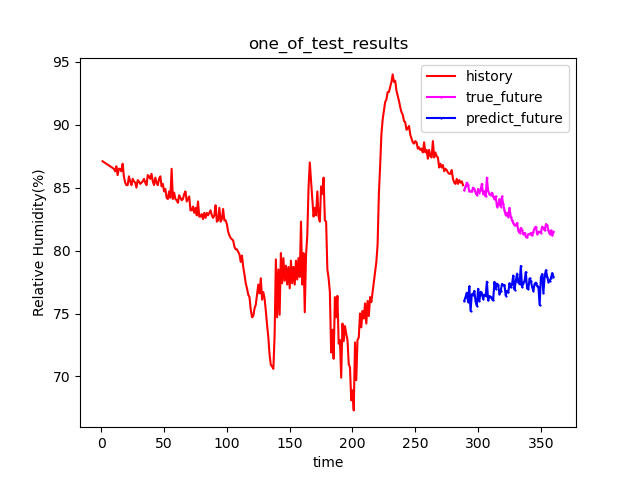 one_of_test_results
history
true_future
predict_future
Relative Humidity(%)
95
90
85
80
75
70
0 50 100 150 200 250 300 350
time